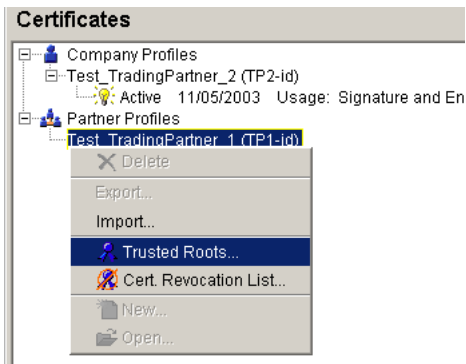 Certificates
Company Profiles
Test_TradingPartner_2 (TP2-id)
Active 11/05/2003 Usage: Signature and En
Partner Profiles
Test_TradingPartner_1 (TP1-id)
Delete
Export...
Import...
Trusted Roots...
Cert. Revocation List...
New...
Open...